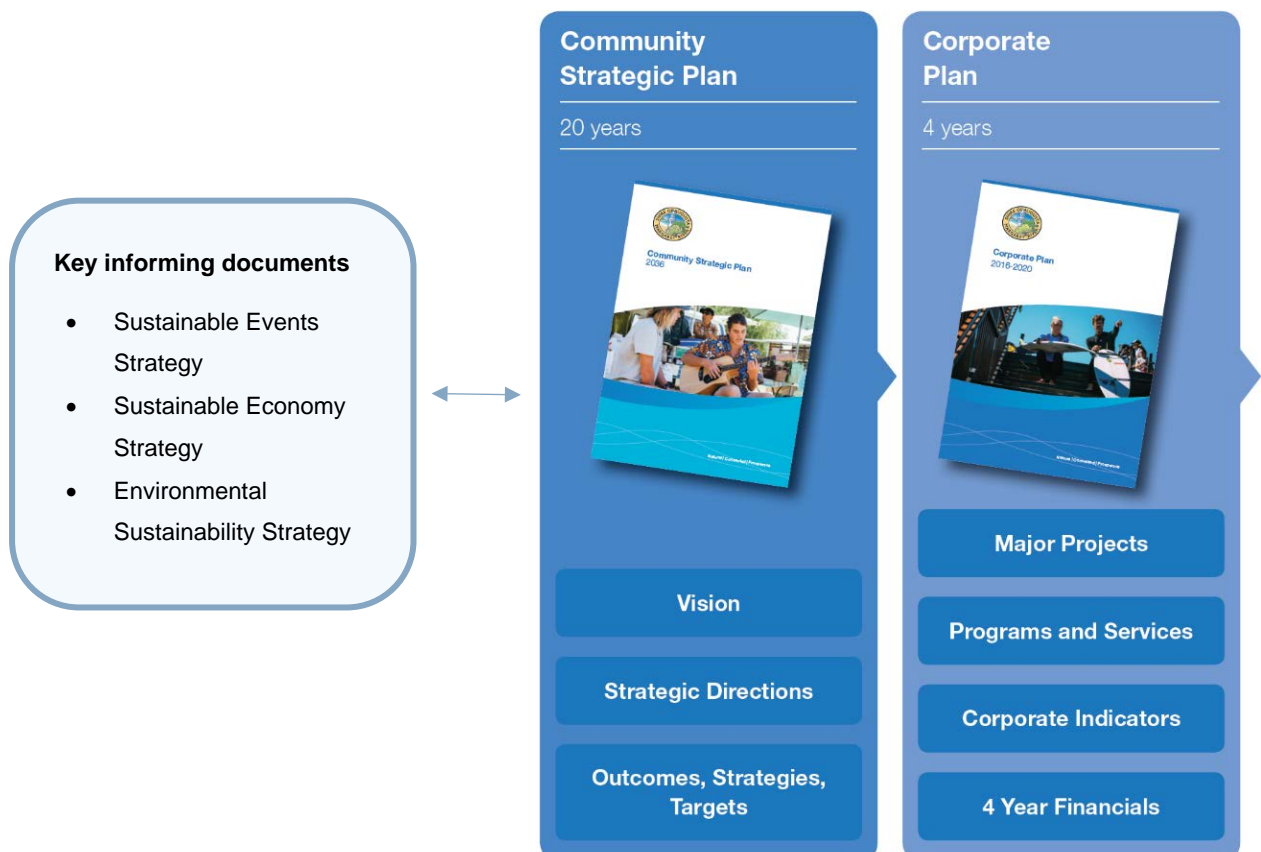 Key informing documents
• Sustainable Events
Strategy
• Sustainable Economy
Strategy
• Environmental
Sustainability Strategy
Community
Strategic Plan
20 years
Community Strategic Plan
2036
Vision
Strategic Directions
Outcomes, Strategies,
Targets
Corporate
Plan
4 years
Corporate Plan
2016-2020
Major Projects
Programs and Services
Corporate Indicators
4 Year Financials